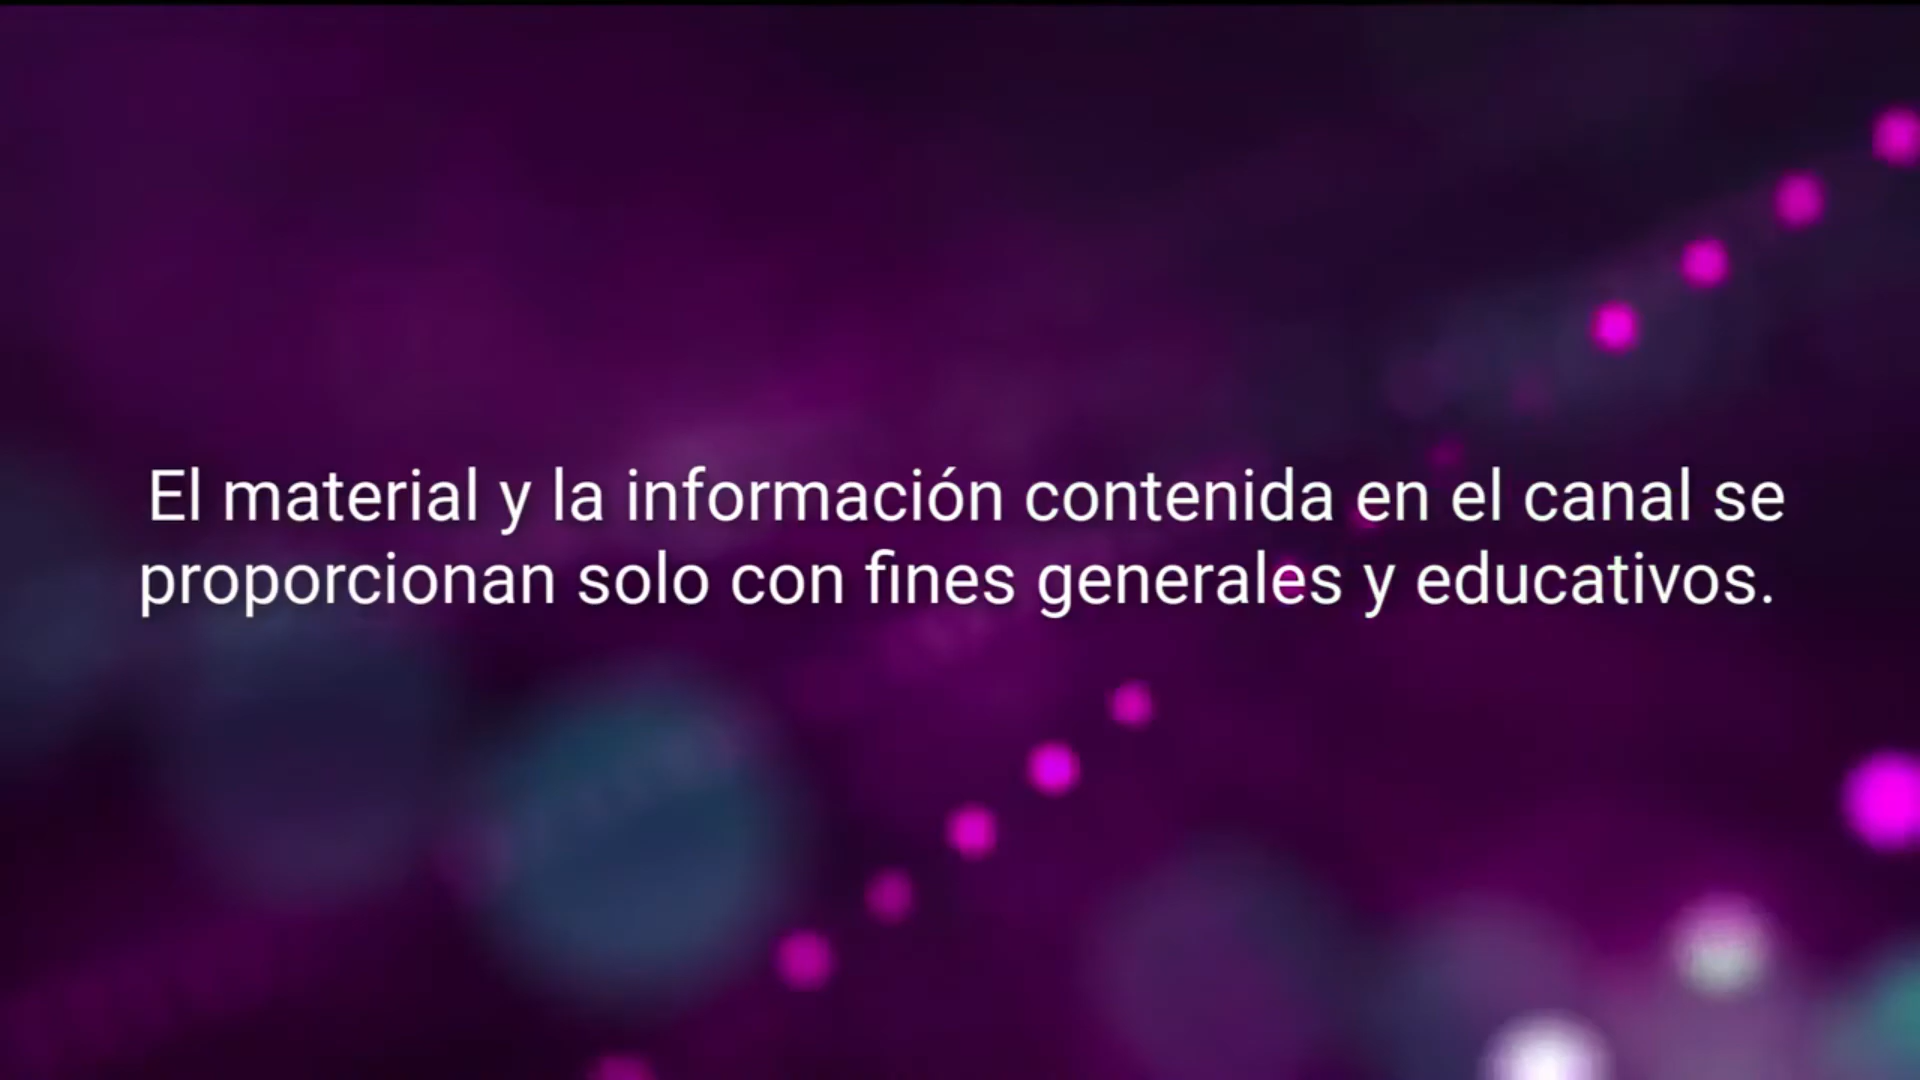 El material y la información contenida en el canal se
proporcionan solo con fines generales y educativos.